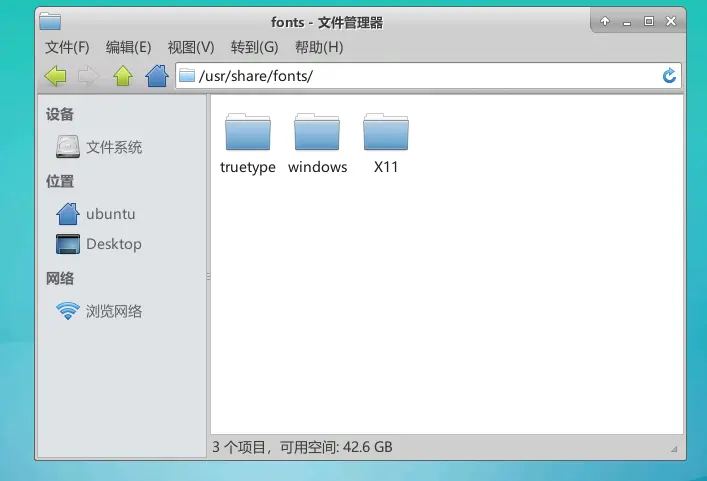 fonts - 文件管理器
文件(F) 编辑(E) 视图(V) 转到(G) 帮助(H)
/usr/share/fonts/
设备
文件系统
位置
ubuntu
Desktop
网络
浏览网络
truetype windows X11
3 个项目，可用空间: 42.6 GB